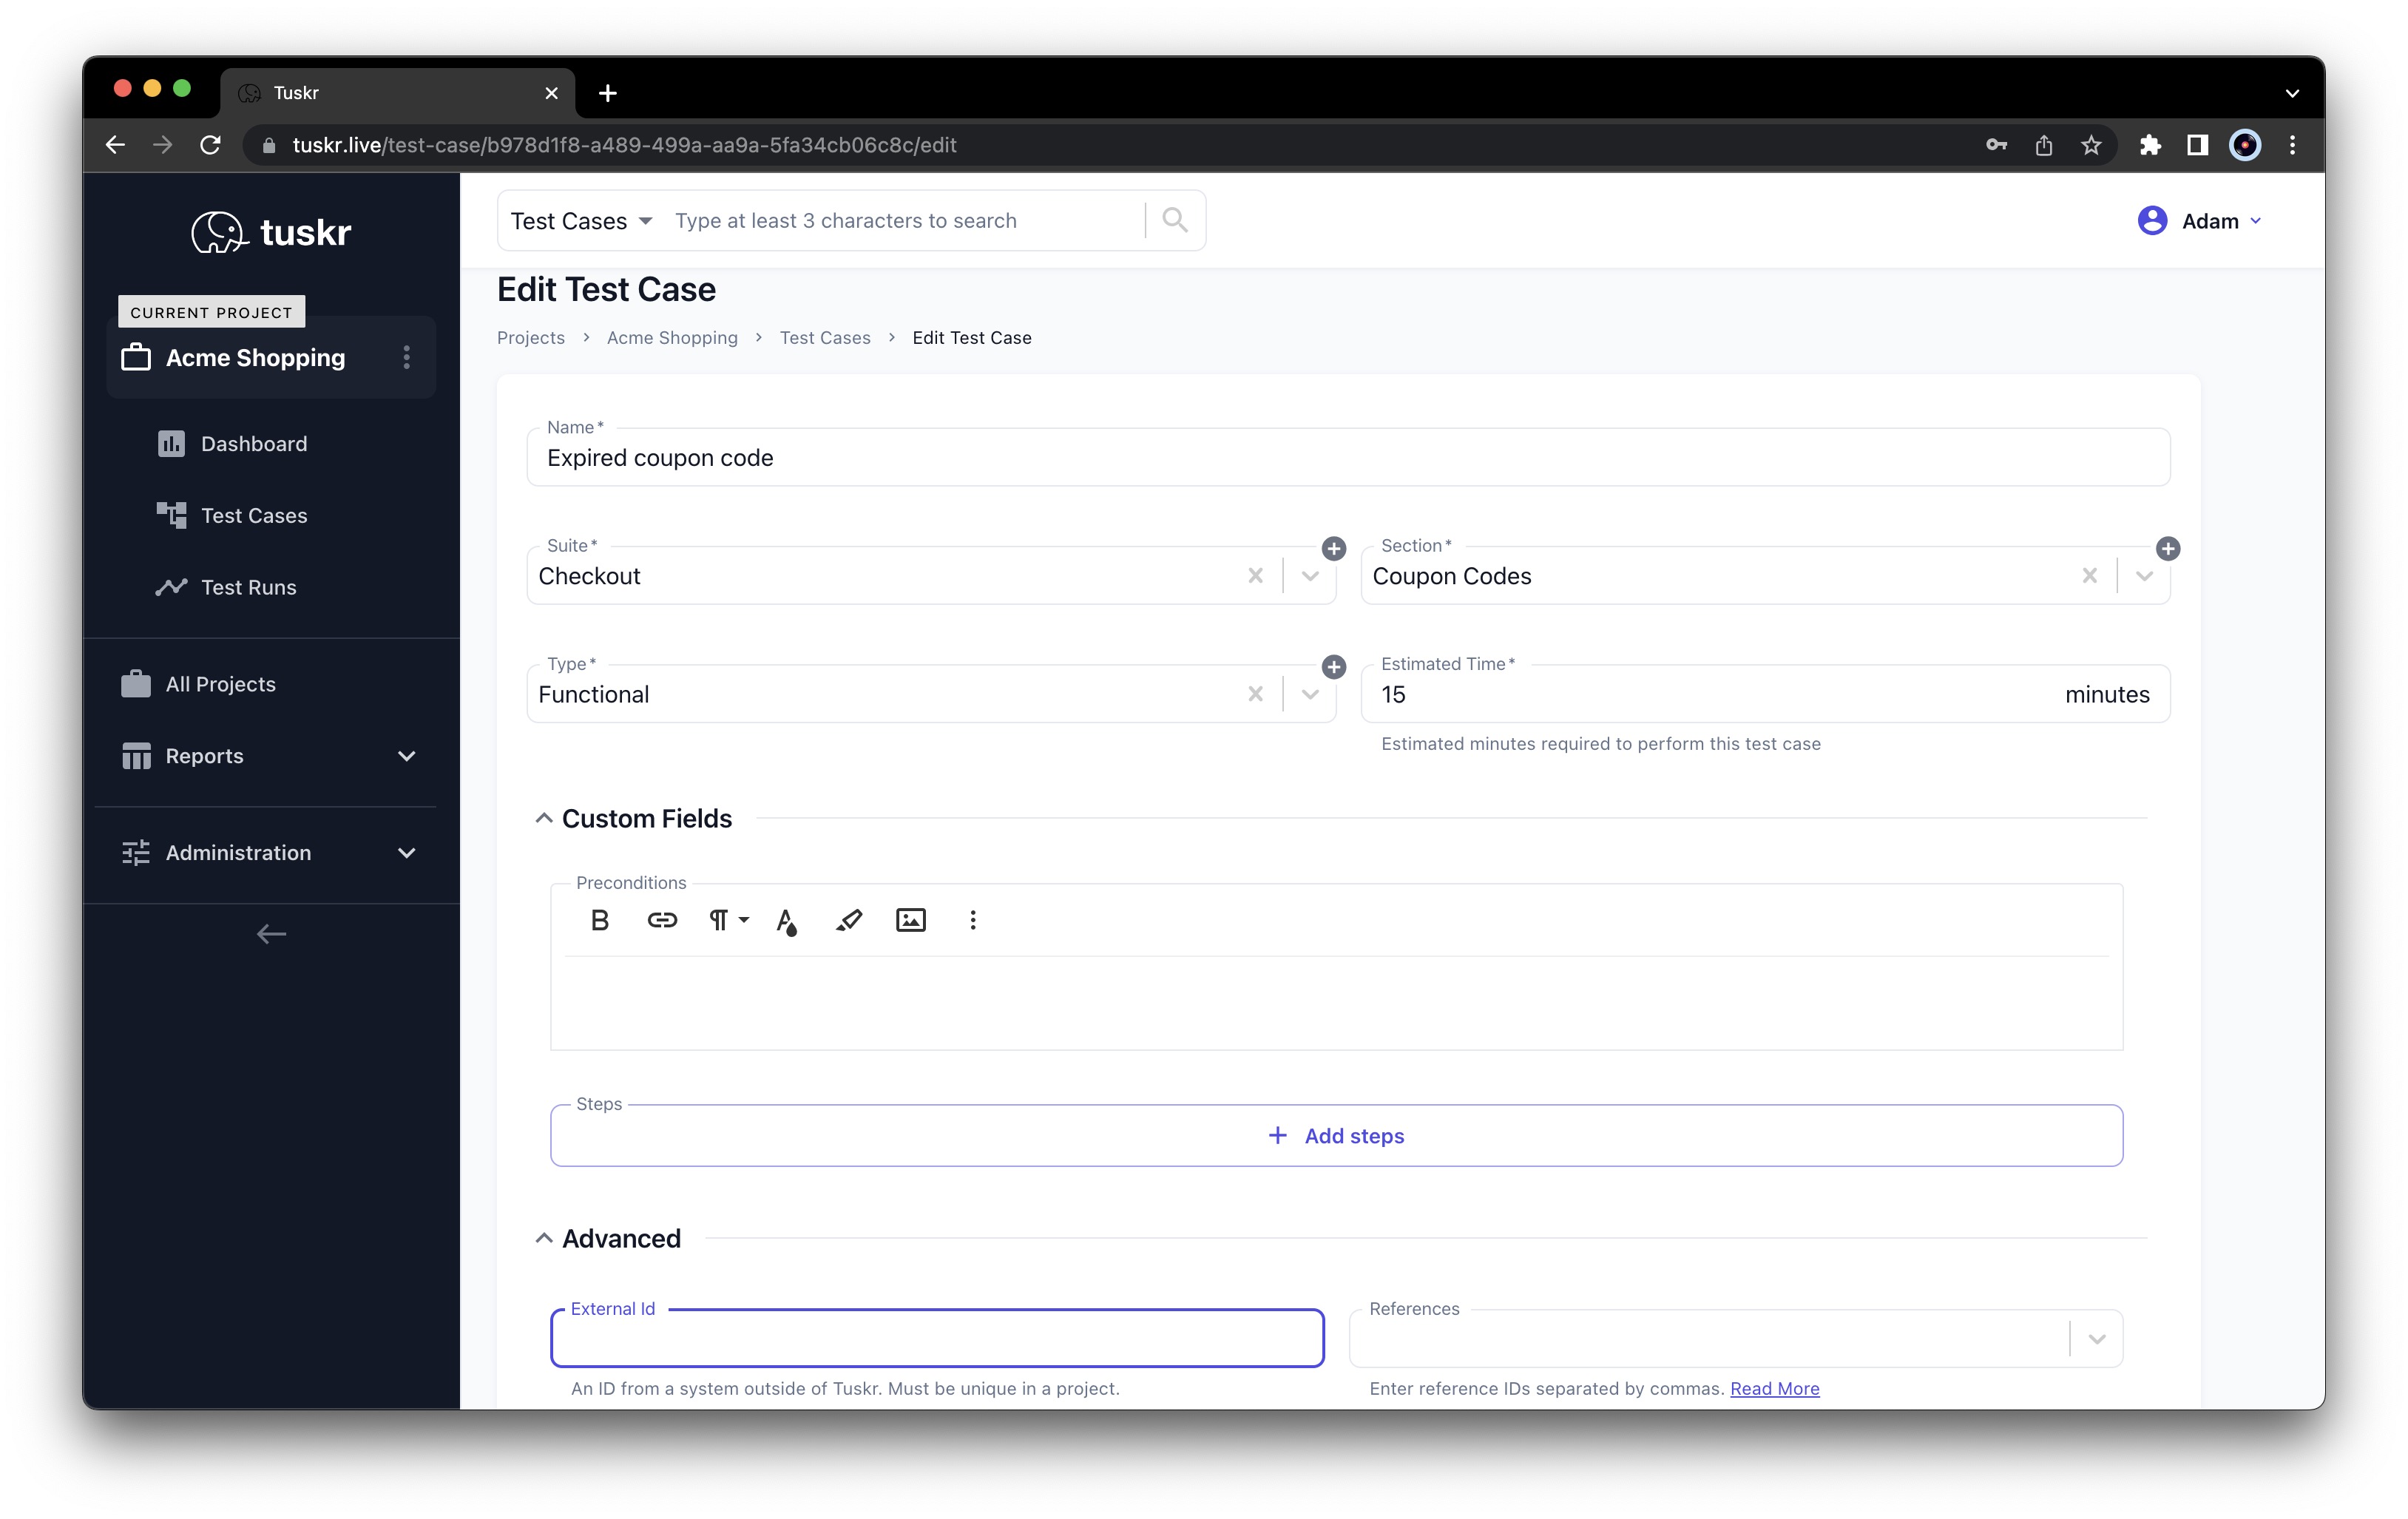 Tuskr
tuskr.live/test-case/b978d1f8-a489-499a-aa9a-5fa34cb06c8c/edit
tuskr
CURRENT PROJECT
Acme Shopping
Dashboard
Test Cases
Test Runs
All Projects
Reports
Administration
Test Cases
Type at least 3 characters to search
Adam
Edit Test Case
Projects > Acme Shopping > Test Cases > Edit Test Case
Name*
Expired coupon code
Suite*
Checkout
Section*
Coupon Codes
Type*
Functional
Estimated Time*
15 minutes
Estimated minutes required to perform this test case
Custom Fields
Preconditions
B
Steps
+ Add steps
Advanced
External Id
An ID from a system outside of Tuskr. Must be unique in a project.
References
Enter reference IDs separated by commas. Read More